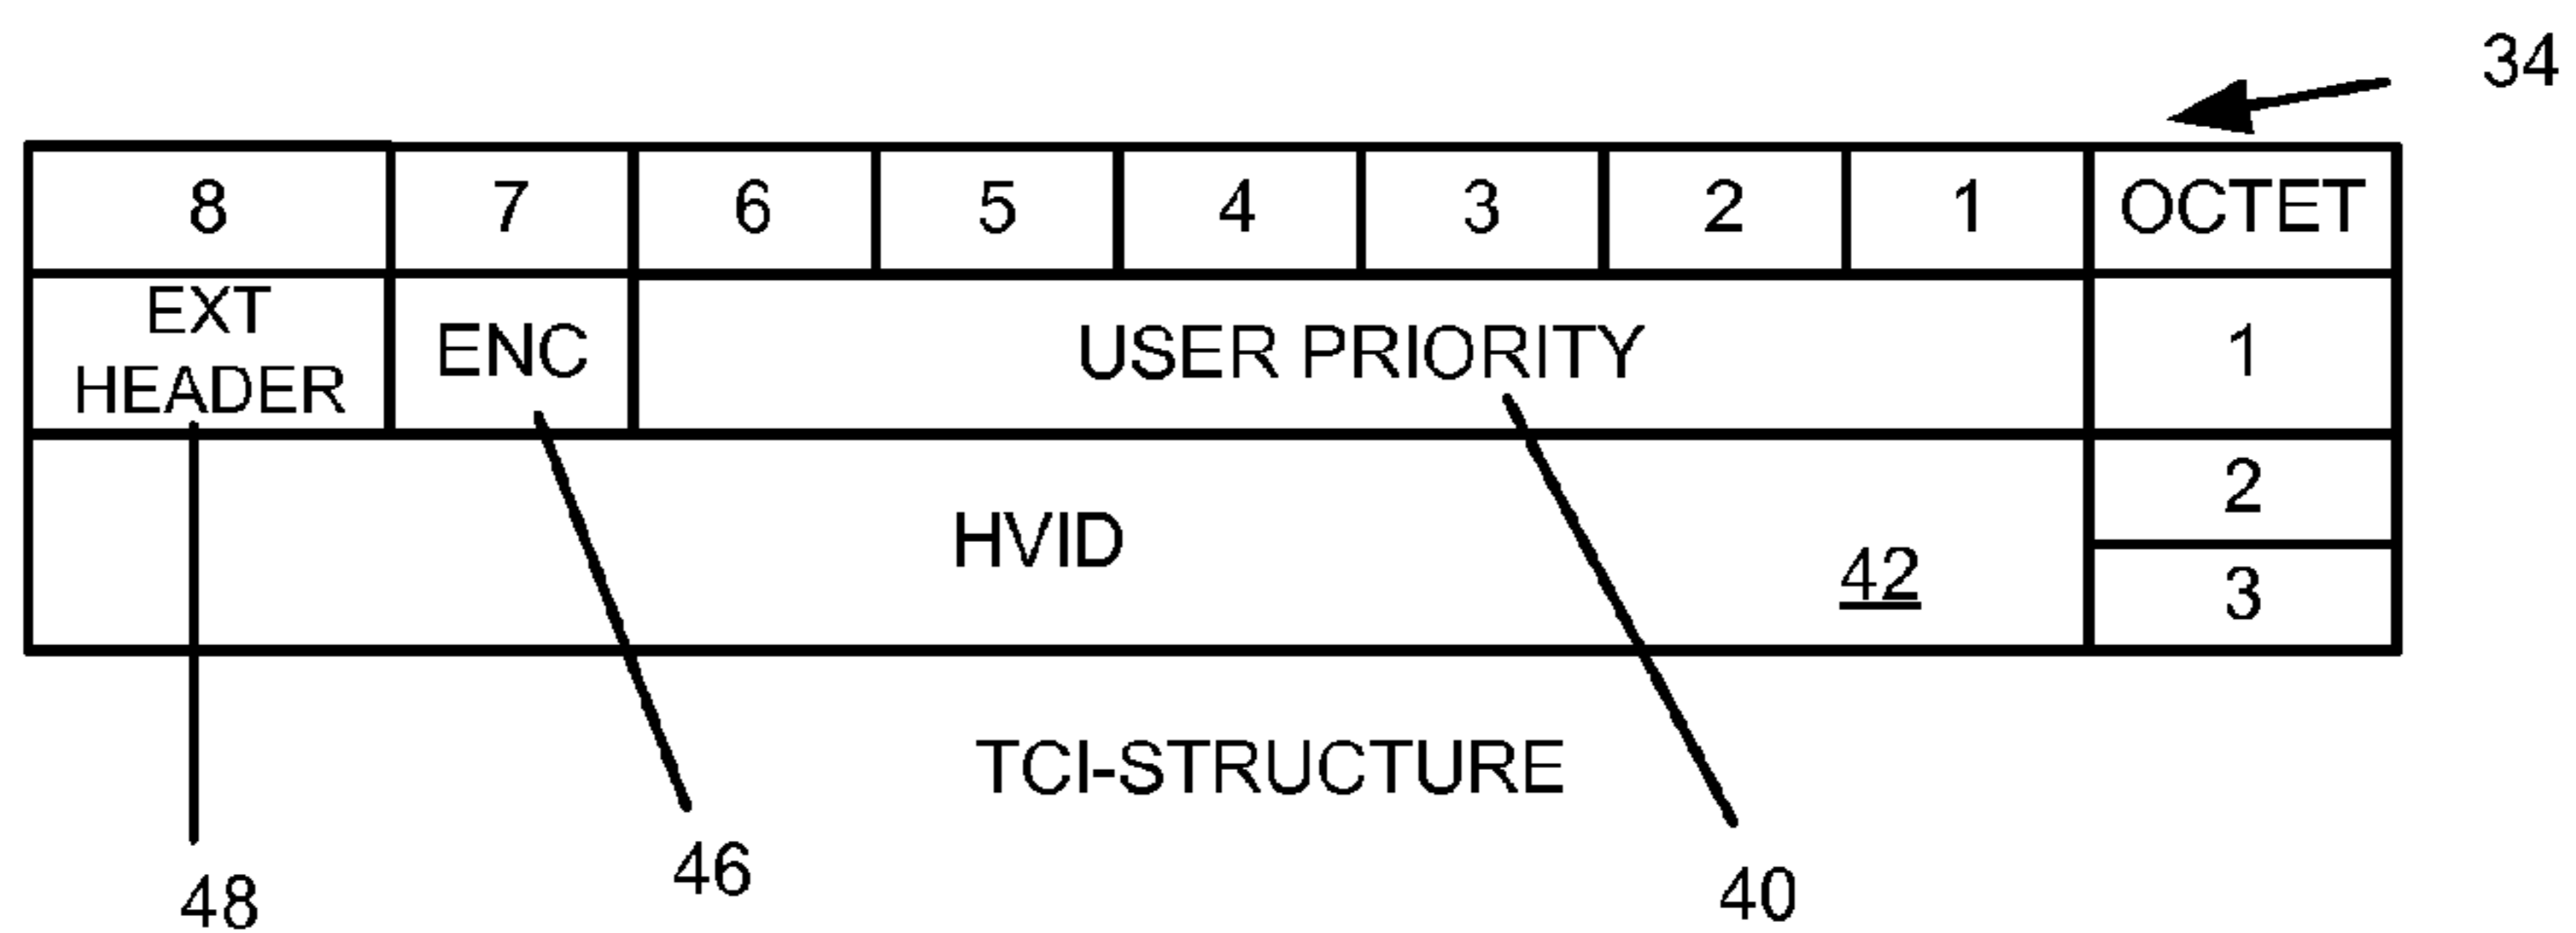 34
8 7 6 5 4 3 2 1 OCTET
EXT
HEADER
ENC
USER PRIORITY
1
HVID
42
2
3
TCI-STRUCTURE
48
46
40